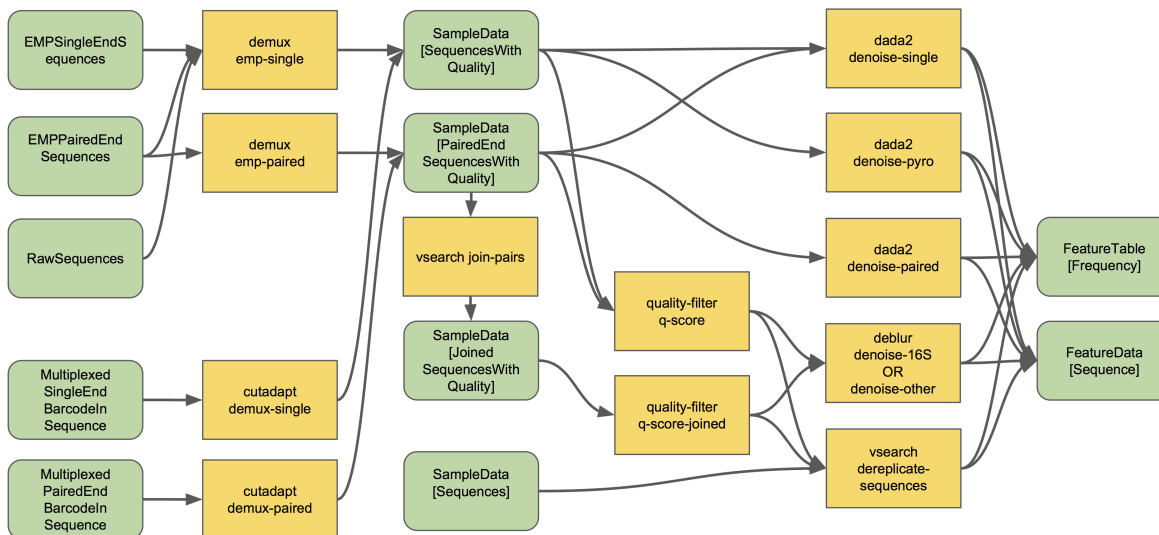 EMPSingleEndS
equences
demux
emp-single
SampleData
[SequencesWith
Quality]
dada2
denoise-single
EMPPairedEnd
Sequences
demux
emp-paired
SampleData
[PairedEnd
SequencesWith
Quality]
dada2
denoise-pyro
RawSequences
vsearch join-pairs
dada2
denoise-paired
FeatureTable
[Frequency]
quality-filter
q-score
SampleData
[Joined
SequencesWith
Quality]
deblur
denoise-16S
OR
denoise-other
FeatureData
[Sequence]
Multiplexed
SingleEnd
BarcodeIn
Sequence
cutadapt
demux-single
quality-filter
q-score-joined
Multiplexed
PairedEnd
BarcodeIn
Sequence
cutadapt
demux-paired
SampleData
[Sequences]
vsearch
dereplicate-
sequences